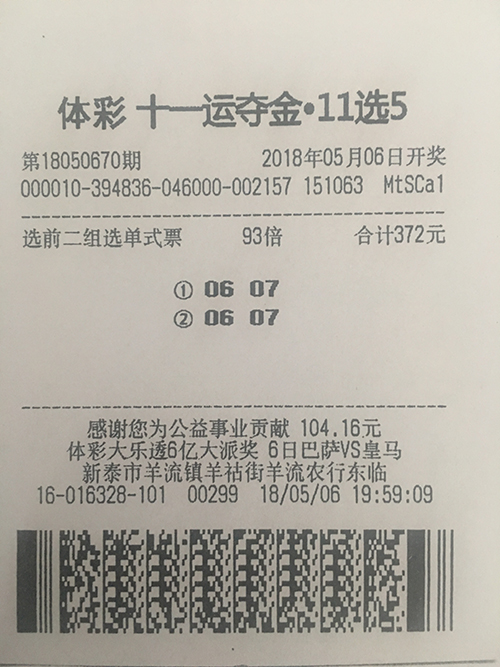 体彩 十一运夺金·11选5
第18050670期 2018年05月06日开奖
000010-394836-046000-002157 151063 MtSCa1
选前二组选单式票 93倍 合计372元
① 06 07
② 06 07
感谢您为公益事业贡献 104.16元
体彩大乐透6亿大派奖 6日巴萨VS皇马
新泰市羊流镇羊祜街羊流农行东临
16-016328-101 00299 18/05/06 19:59:09